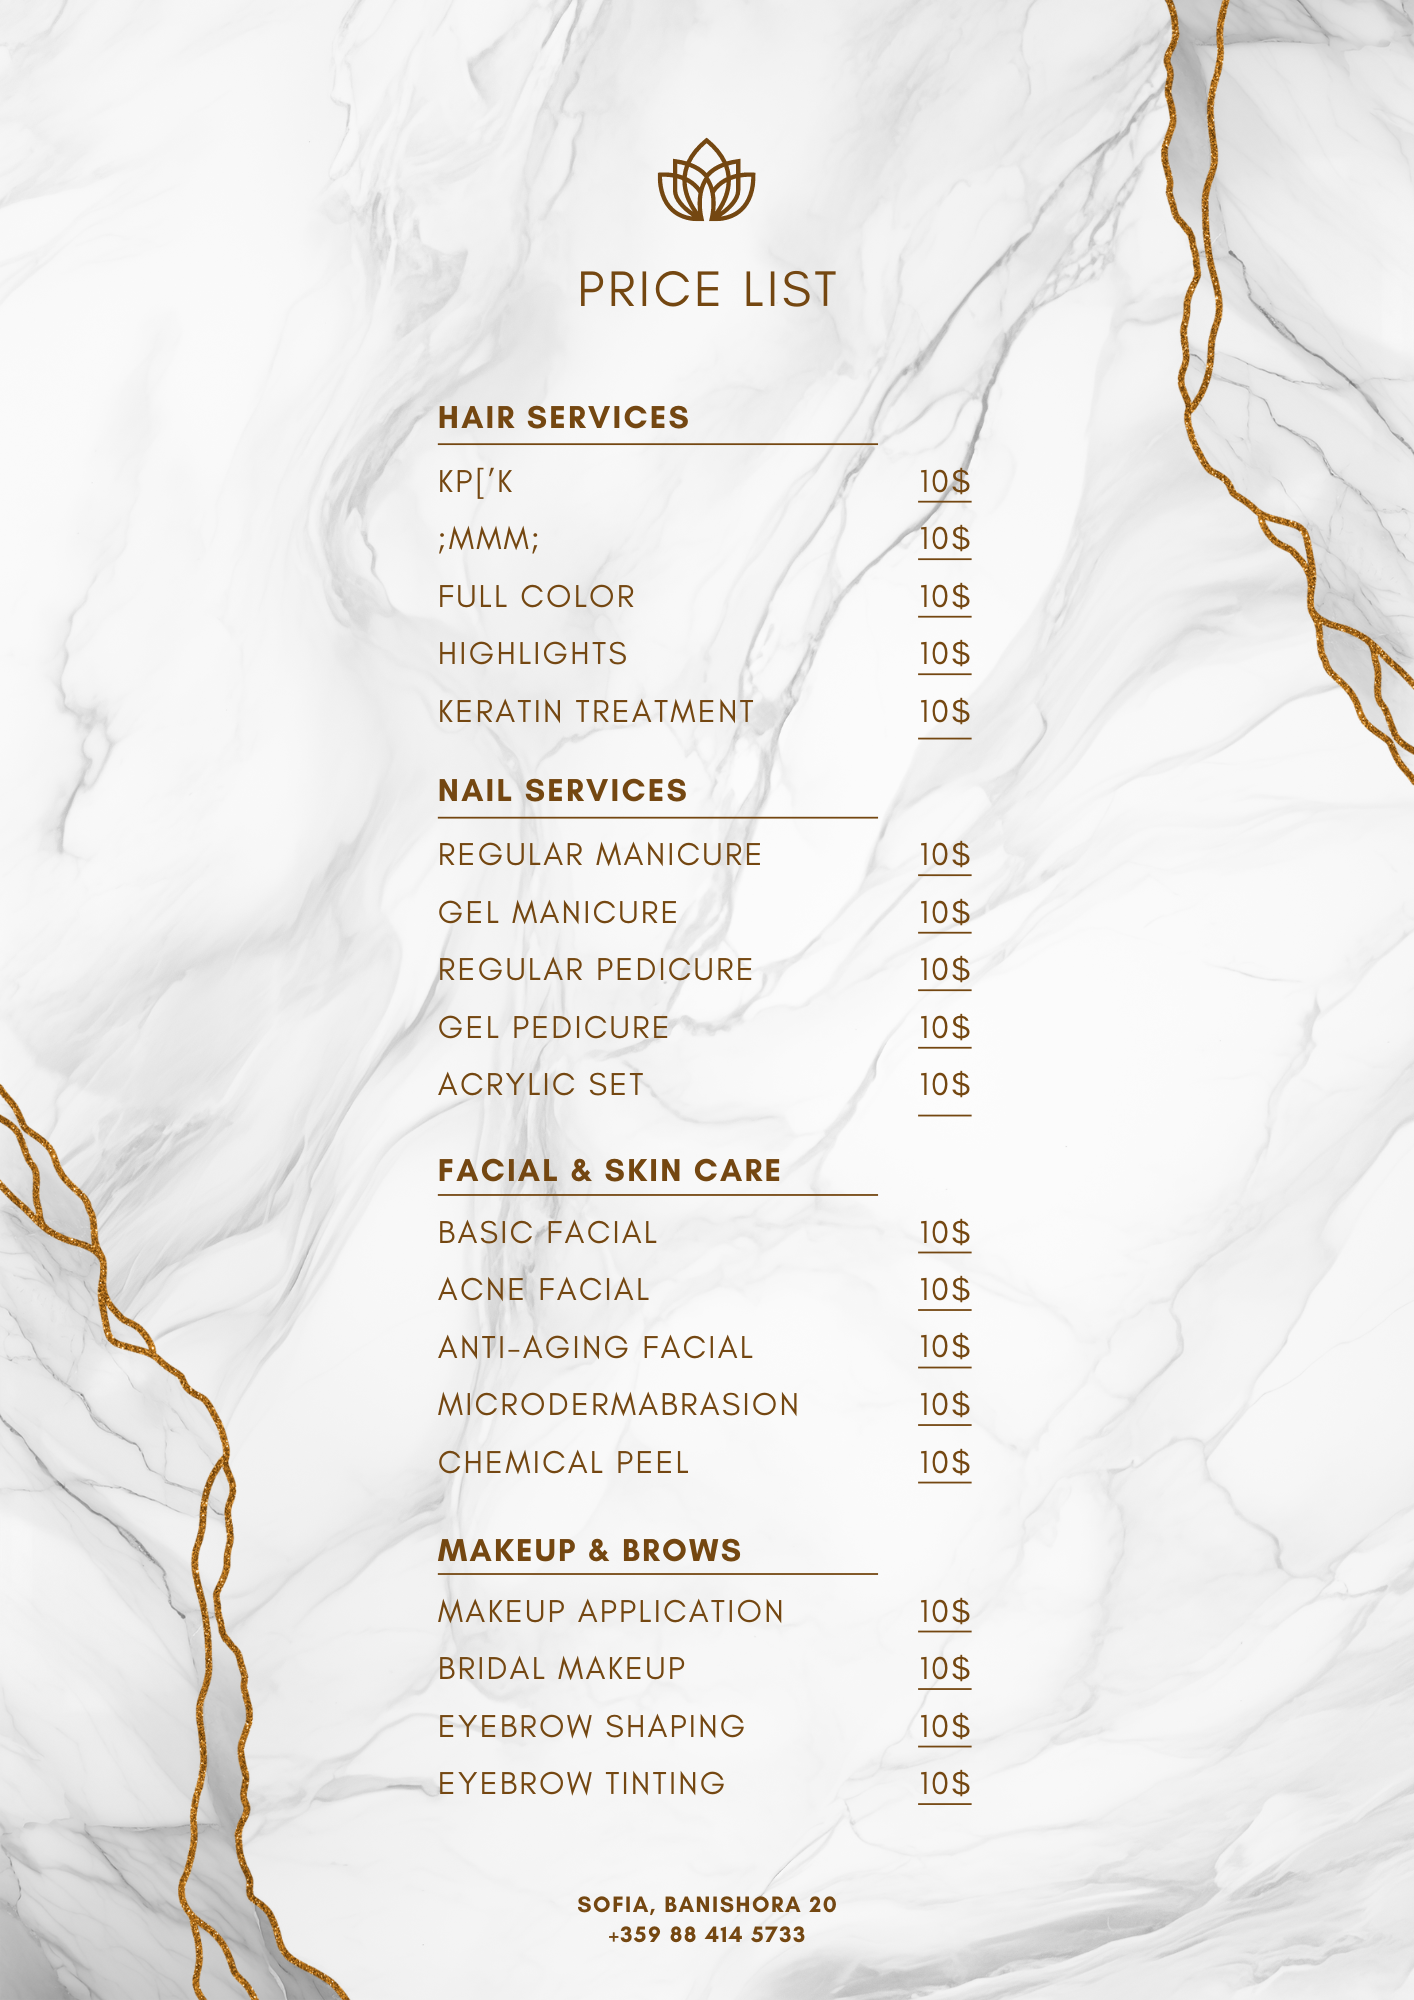 PRICE LIST
HAIR SERVICES
KP[’K 10$
;MMM; 10$
FULL COLOR 10$
HIGHLIGHTS 10$
KERATIN TREATMENT 10$
NAIL SERVICES
REGULAR MANICURE 10$
GEL MANICURE 10$
REGULAR PEDICURE 10$
GEL PEDICURE 10$
ACRYLIC SET 10$
FACIAL & SKIN CARE
BASIC FACIAL 10$
ACNE FACIAL 10$
ANTI-AGING FACIAL 10$
MICRODERMABRASION 10$
CHEMICAL PEEL 10$
MAKEUP & BROWS
MAKEUP APPLICATION 10$
BRIDAL MAKEUP 10$
EYEBROW SHAPING 10$
EYEBROW TINTING 10$
SOFIA, BANISHORA 20
+359 88 414 5733